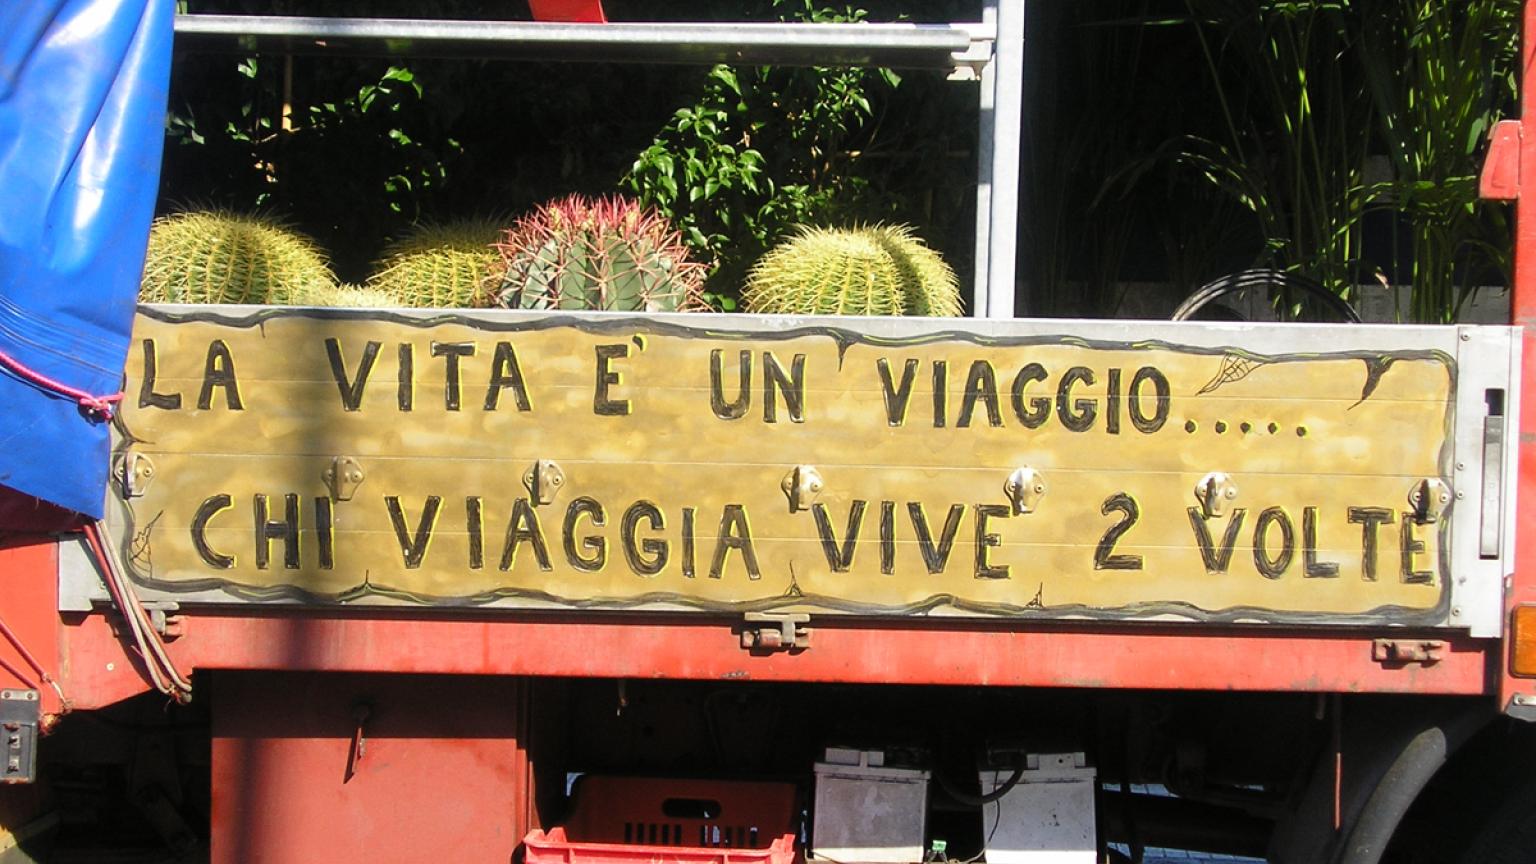 LA VITA E' UN VIAGGIO.....
CHI VIAGGIA VIVE 2 VOLTE